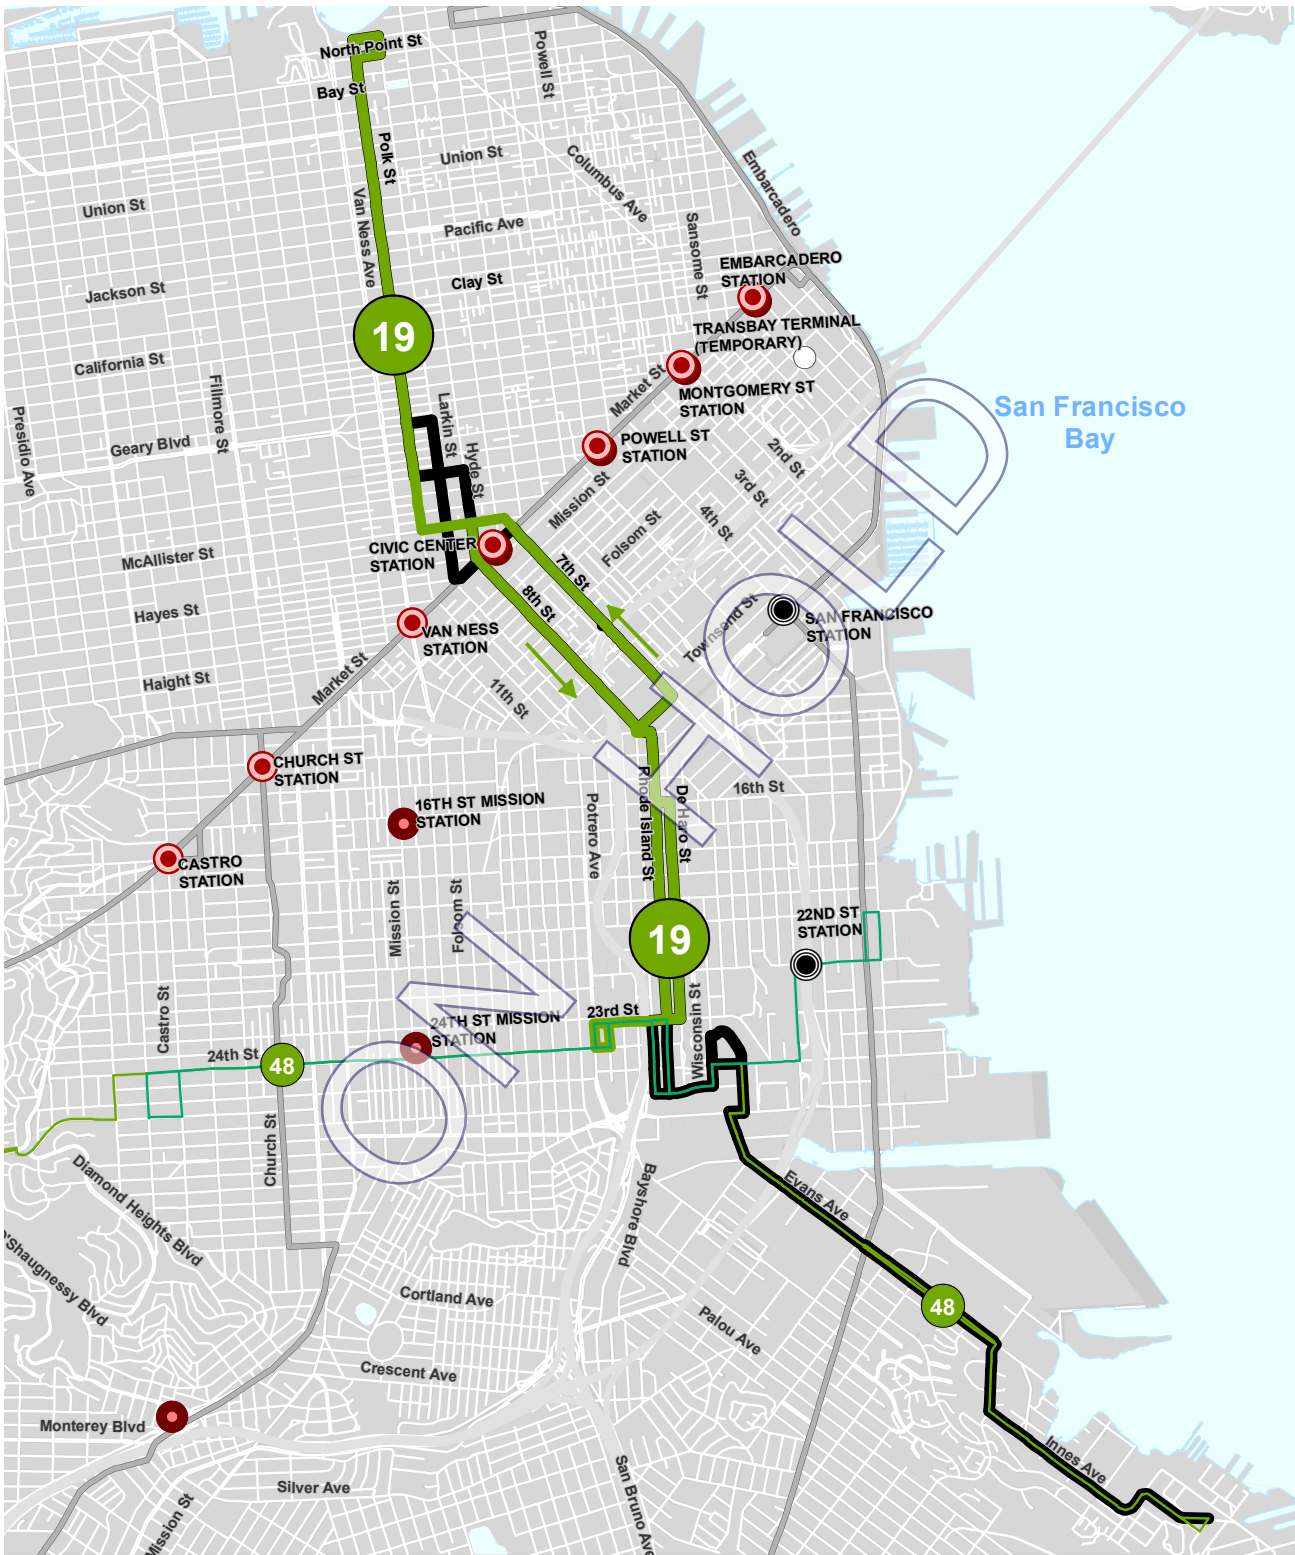 North Point St
Bay St
Powell St
Polk St
Union St
Columbus Ave
Embarcadero
Union St
Van Ness Ave
Pacific Ave
Sansome St
Clay St
EMBARCADERO
STATION
Jackson St
19
TRANSBAY TERMINAL
(TEMPORARY)
California St
Market St
MONTGOMERY ST
STATION
San Francisco
Bay
Presidio Ave
Fillmore St
Geary Blvd
Larkin St
Hyde St
POWELL ST
STATION
2nd St
3rd St
Mission St
4th St
Folsom St
McAllister St
CIVIC CENTER
STATION
7th St
8th St
Hayes St
VAN NESS
STATION
Townsend St
SAN FRANCISCO
STATION
Haight St
Market St
11th St
CHURCH ST
STATION
16TH ST MISSION
STATION
Potrero Ave
Rhode Island St
De Haro St
16th St
CASTRO
STATION
Mission St
Folsom St
19
22ND ST
STATION
Castro St
24th St
48
24TH ST MISSION
STATION
23rd St
Wisconsin St
Church St
Diamond Heights Blvd
O'Shaugnessy Blvd
Bayshore Blvd
Evans Ave
48
Cortland Ave
Palou Ave
Crescent Ave
Monterey Blvd
Silver Ave
Mission St
San Bruno Ave
Innes Ave
ON HOLD